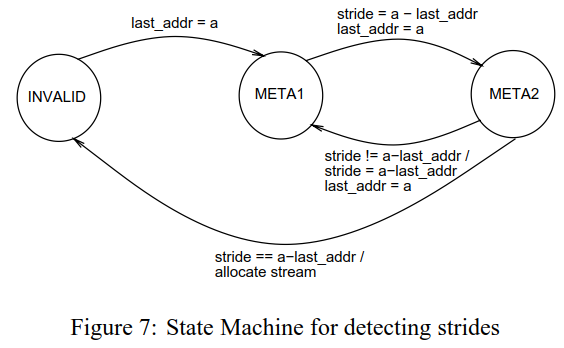 last_addr = a
stride = a − last_addr
last_addr = a
INVALID
META1
META2
stride != a−last_addr /
stride = a−last_addr
last_addr = a
stride == a−last_addr /
allocate stream
Figure 7: State Machine for detecting strides